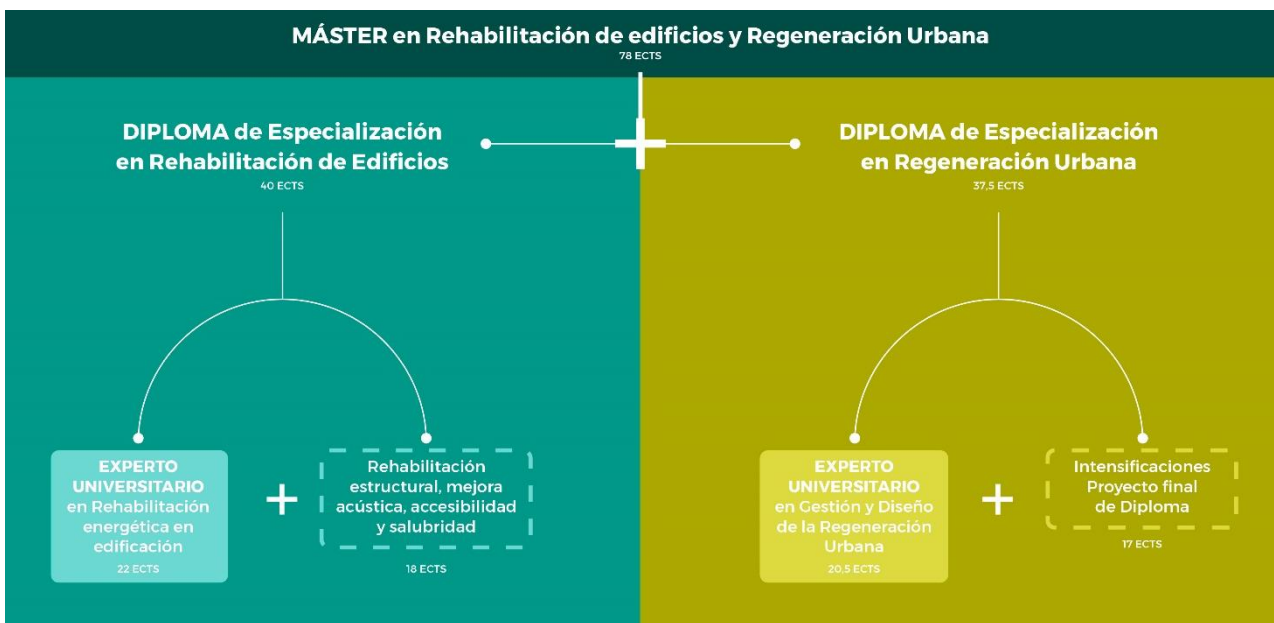 MÁSTER en Rehabilitación de edificios y Regeneración Urbana
78 ECTS
DIPLOMA de Especialización
en Rehabilitación de Edificios
40 ECTS
DIPLOMA de Especialización
en Regeneración Urbana
37,5 ECTS
EXPERTO
UNIVERSITARIO
en Rehabilitación
energética en
edificación
22 ECTS
+
Rehabilitación
estructural, mejora
acústica, accesibilidad
y salubridad
18 ECTS
EXPERTO
UNIVERSITARIO
en Gestión y Diseño
de la Regeneración
Urbana
20,5 ECTS
+
Intensificaciones
Proyecto final
de Diploma
17 ECTS